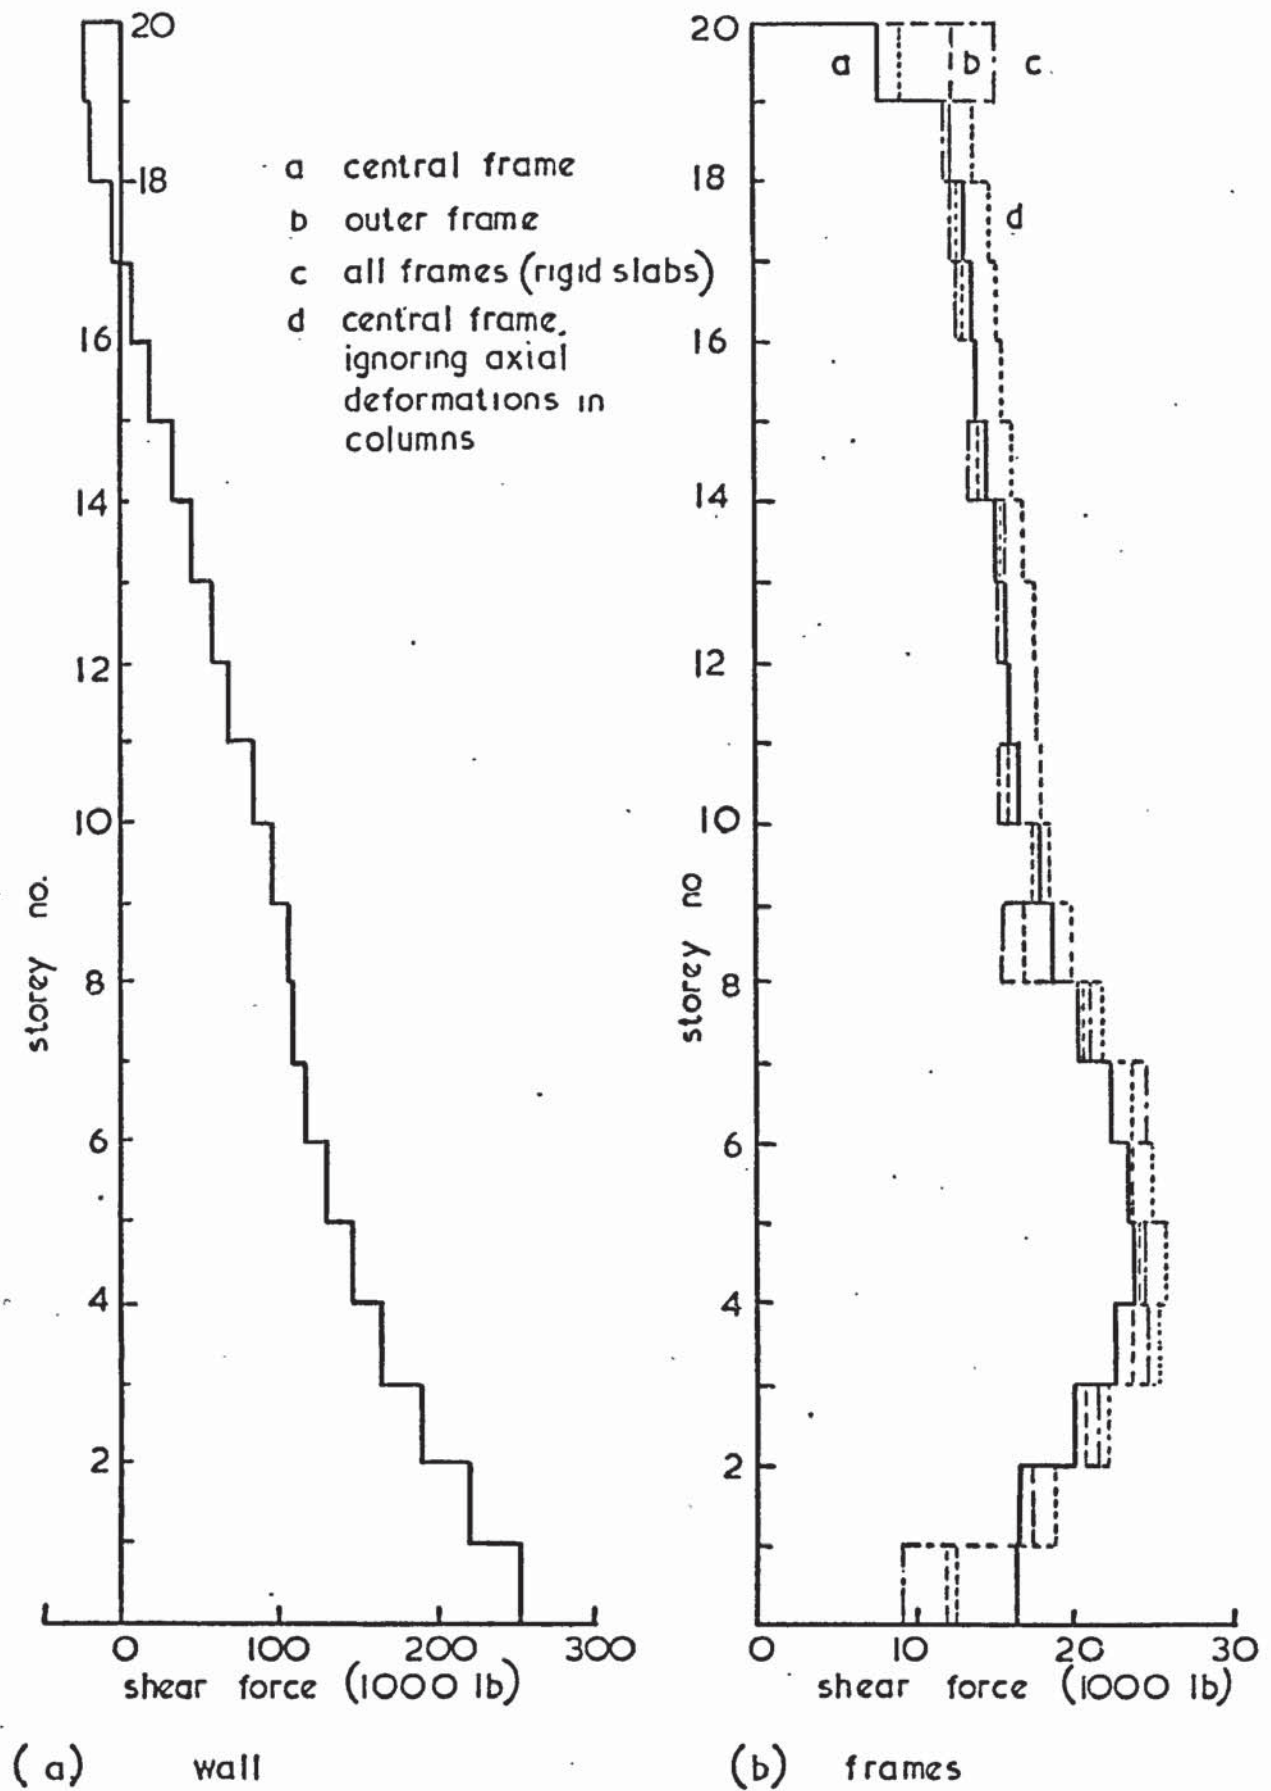 20
18
16
14
12
10
8
6
4
2
storey no.
0 100 200 300
shear force (1000 lb)
(a) wall
a central frame
b outer frame
c all frames (rigid slabs)
d central frame,
ignoring axial
deformations in
columns
20
18
16
14
12
10
8
6
4
2
storey no
a b c
d
0 10 20 30
shear force (1000 lb)
(b) frames